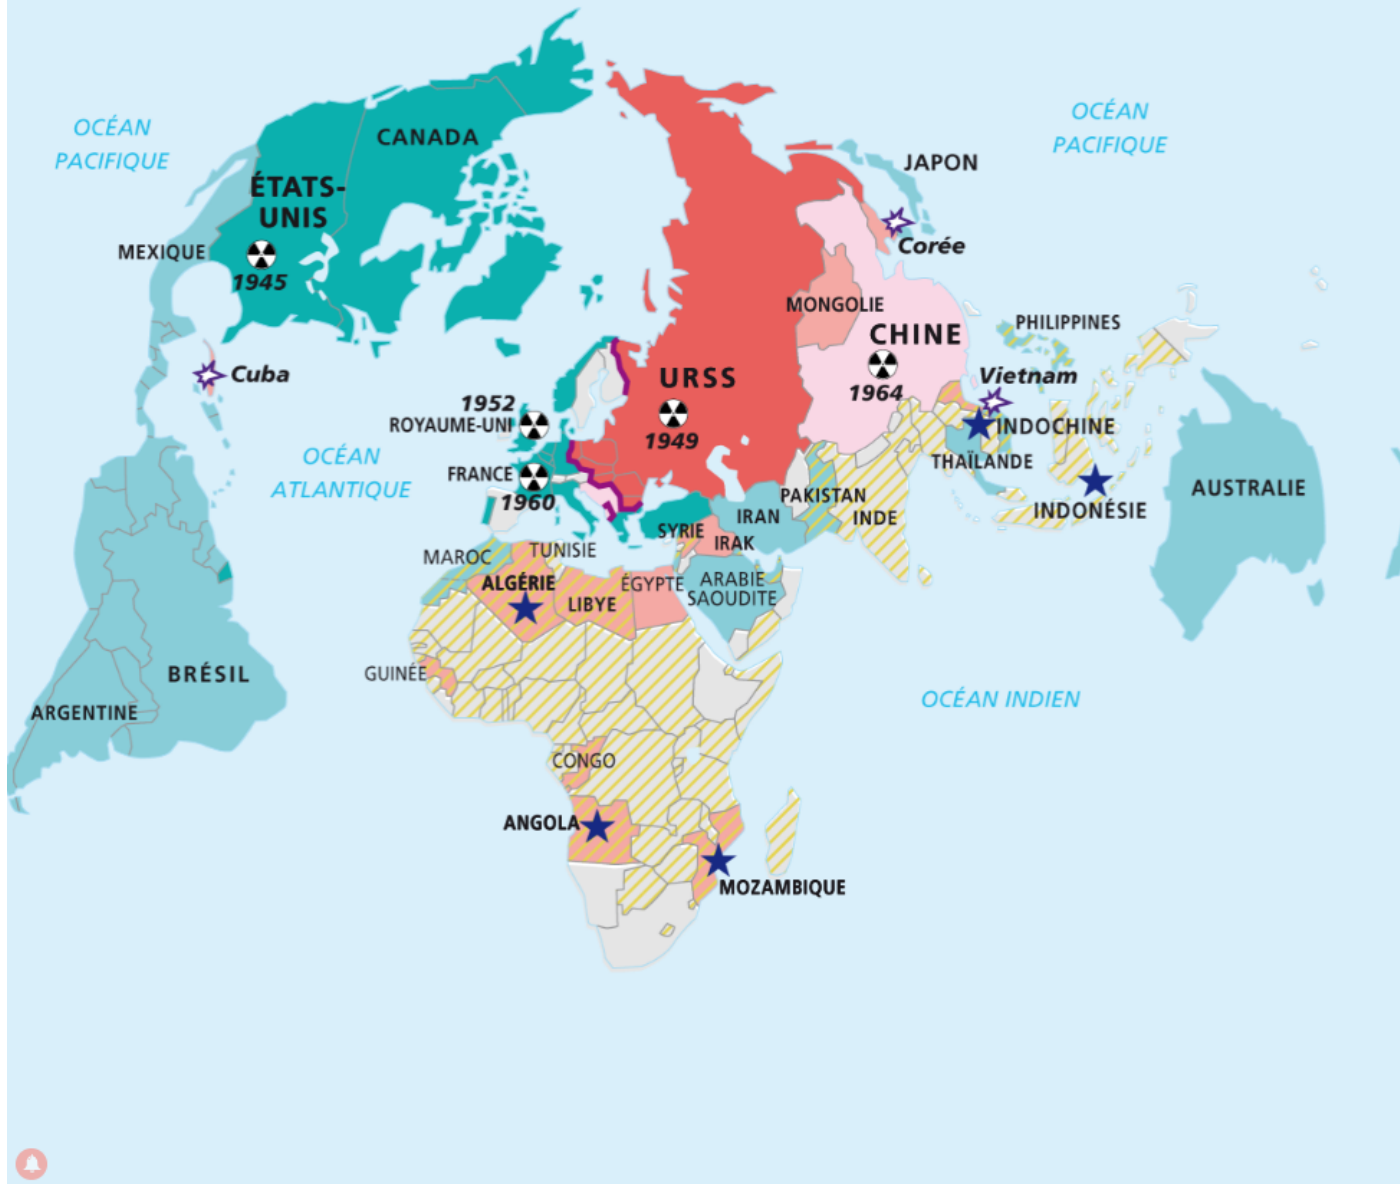 OCÉAN
PACIFIQUE
CANADA
OCÉAN
PACIFIQUE
JAPON
ÉTATS-
UNIS
MEXIQUE
1945
Corée
MONGOLIE
CHINE
PHILIPPINES
Cuba
URSS
1964
Vietnam
1952
ROYAUME-UNI
1949
INDOCHINE
OCÉAN
ATLANTIQUE
FRANCE
1960
THAÏLANDE
PAKISTAN
INDE
INDONÉSIE
AUSTRALIE
SYRIE
IRAN
IRAK
MAROC
TUNISIE
ALGÉRIE
LIBYE
ÉGYPTE
ARABIE
SAOUDITE
GUINÉE
BRÉSIL
ARGENTINE
OCÉAN INDIEN
CONGO
ANGOLA
MOZAMBIQUE